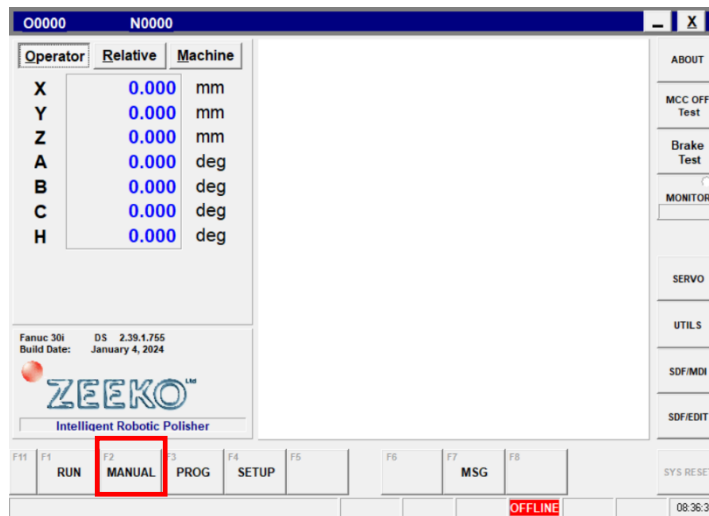 O0000 N0000
X
Operator Relative Machine
X 0.000 mm
Y 0.000 mm
Z 0.000 mm
A 0.000 deg
B 0.000 deg
C 0.000 deg
H 0.000 deg
Fanuc 30i DS 2.39.1.755
Build Date: January 4, 2024
ZEEKO™
Intelligent Robotic Polisher
ABOUT
MCC OFF
Test
Brake
Test
MONITOR
SERVO
UTILS
SDF/MDI
SDF/EDIT
F11 F1 F2 F3 F4 F5 F6 F7 F8
RUN MANUAL PROG SETUP MSG SYS RESE
OFFLINE 08:36:3